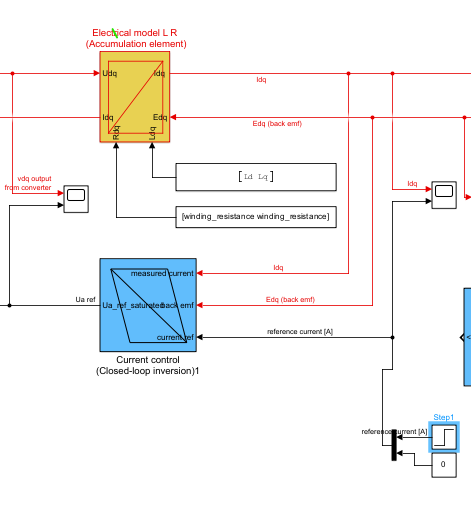 Electrical model L R
(Accumulation element)
Udq
Idq
Idq
Idq
Edq
Edq (back emf)
Rdq
Ldq
vdq output
from converter
[ Ld Lq ]
Idq
[winding_resistance winding_resistance]
measured current
Idq
Ua ref
Ua_ref_saturated
back emf
Edq (back emf)
current ref
reference current [A]
Current control
(Closed-loop inversion)1
Step1
reference current [A]
0